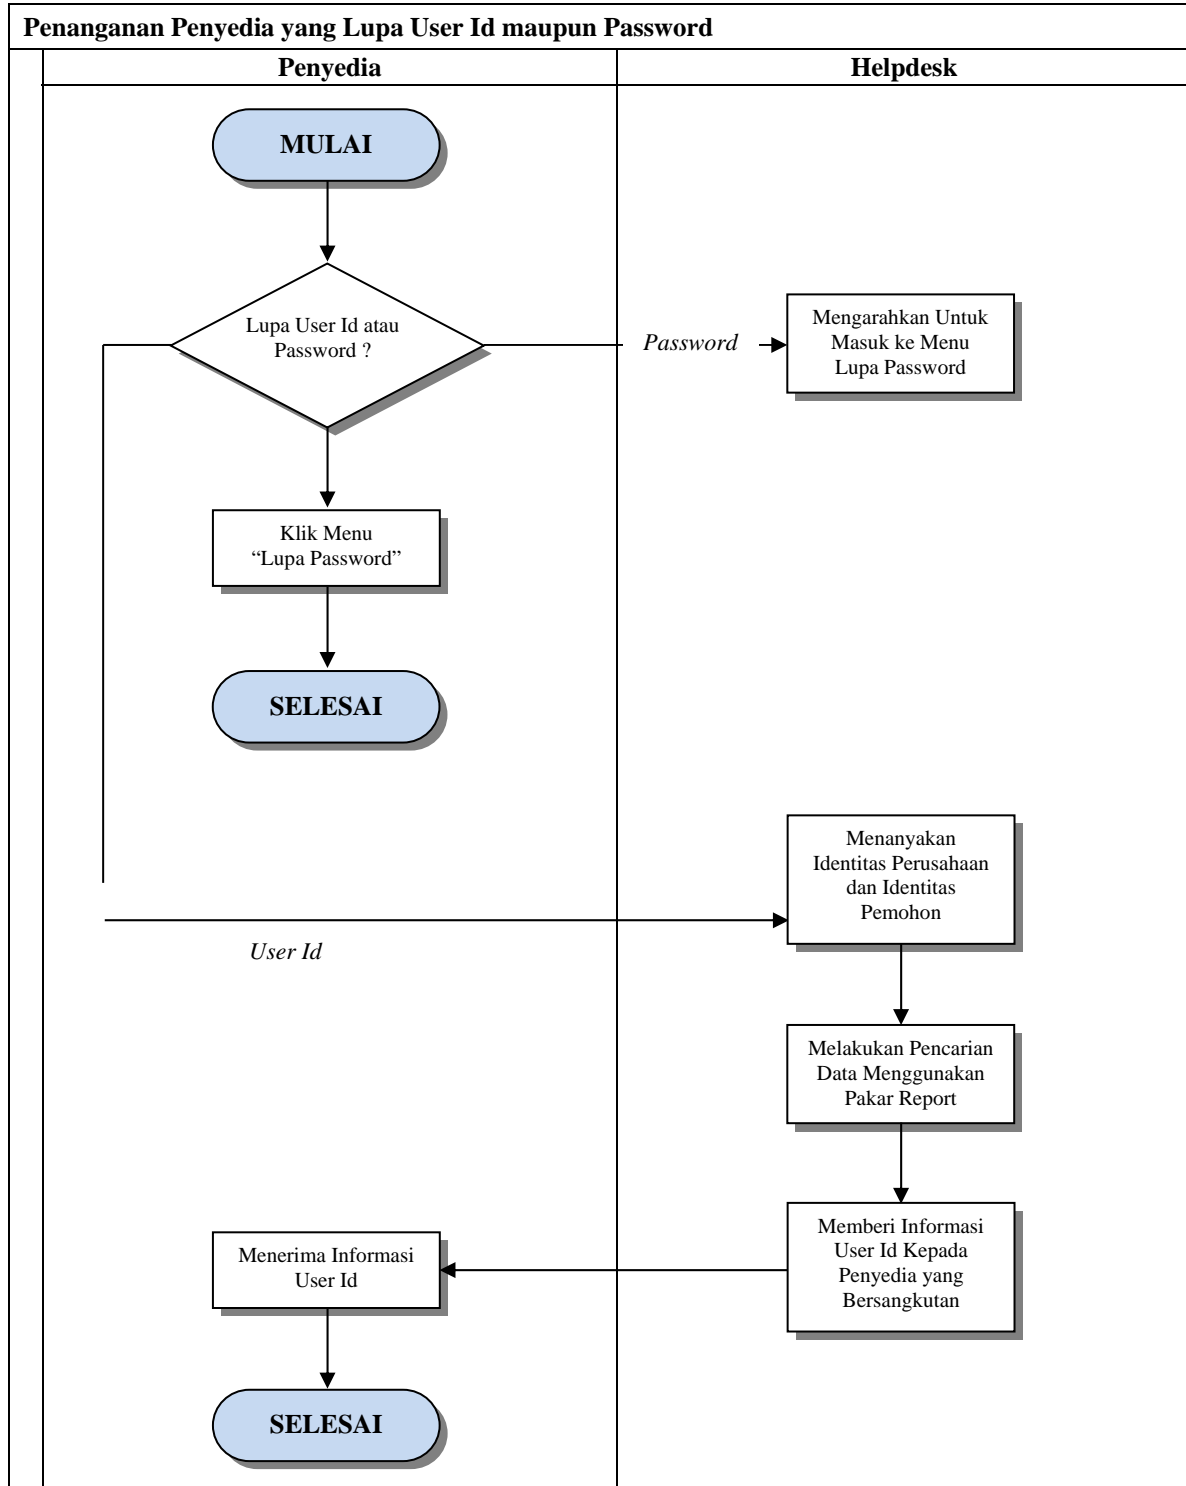 Penanganan Penyedia yang Lupa User Id maupun Password
Penyedia
Helpdesk
MULAI
Lupa User Id atau
Password ?
Password
Mengarahkan Untuk
Masuk ke Menu
Lupa Password
Klik Menu
“Lupa Password”
SELESAI
Menanyakan
Identitas Perusahaan
dan Identitas
Pemohon
User Id
Melakukan Pencarian
Data Menggunakan
Pakar Report
Memberi Informasi
User Id Kepada
Penyedia yang
Bersangkutan
Menerima Informasi
User Id
SELESAI